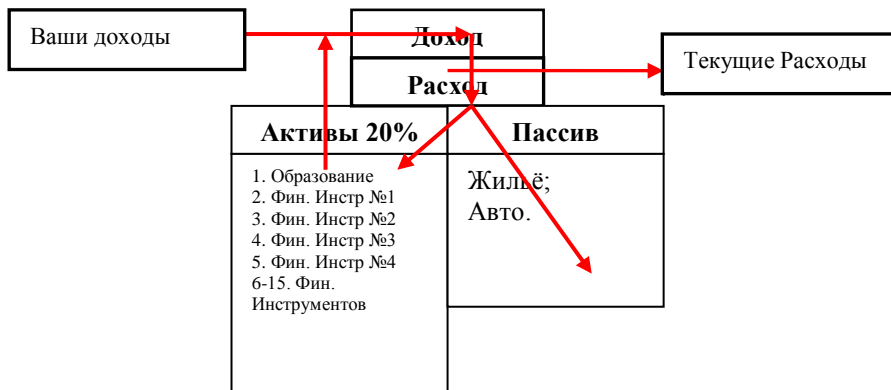 Ваши доходы
Доход
Расход
Текущие Расходы
Активы 20%
Пассив
1. Образование
2. Фин. Инстр №1
3. Фин. Инстр №2
4. Фин. Инстр №3
5. Фин. Инстр №4
6-15. Фин.
Инструментов
Жильё;
Авто.